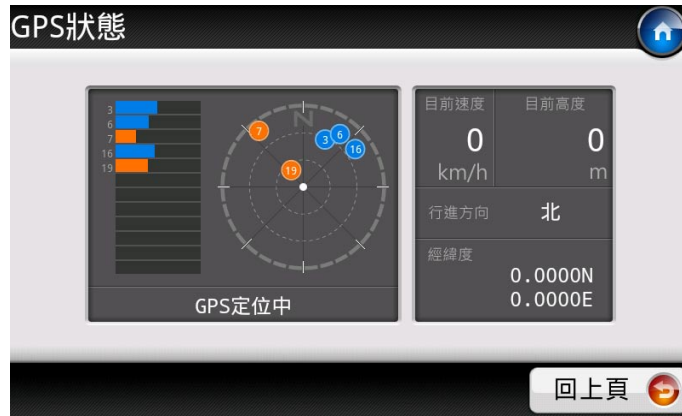 GPS狀態
3
6
7
16
19
N
7
3
6
16
19
GPS定位中
目前速度
0
km/h
目前高度
0
m
行進方向 北
經緯度
0.0000N
0.0000E
回上頁